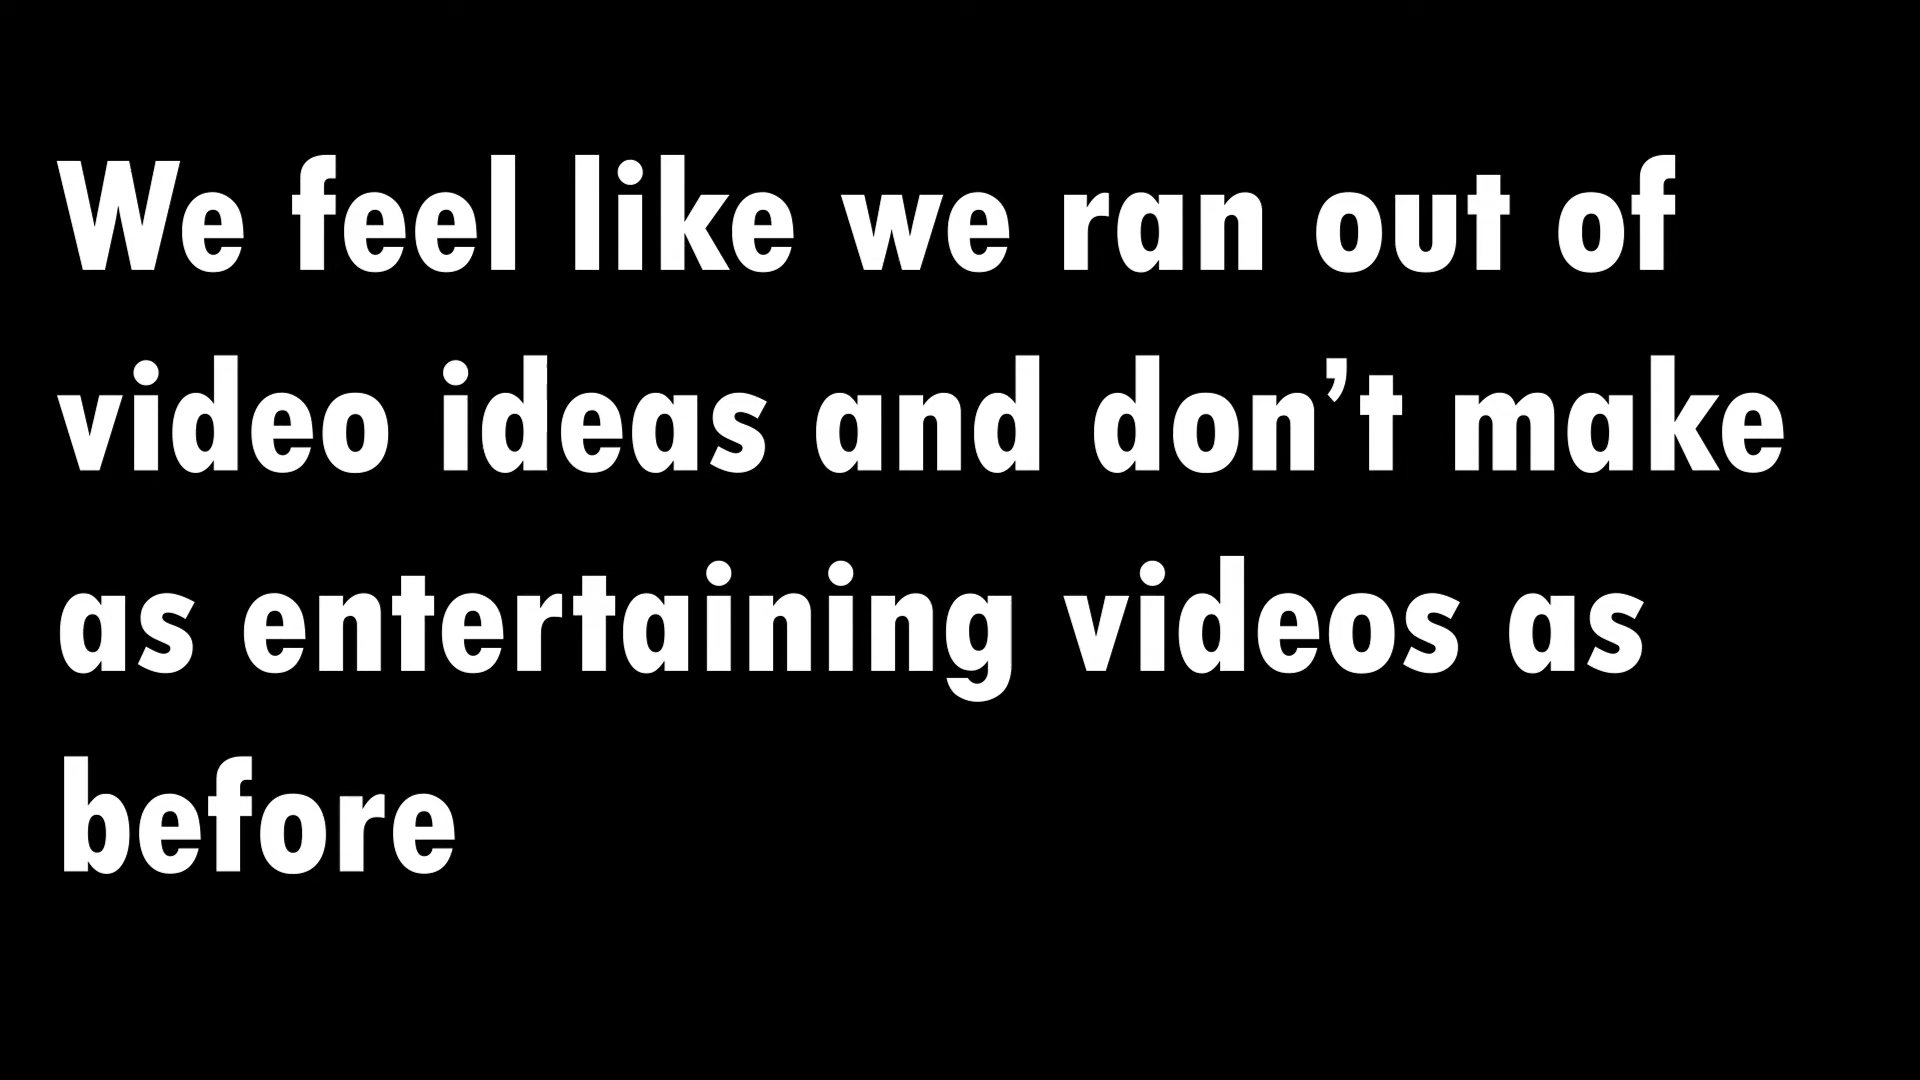 We feel like we ran out of
video ideas and don’t make
as entertaining videos as
before